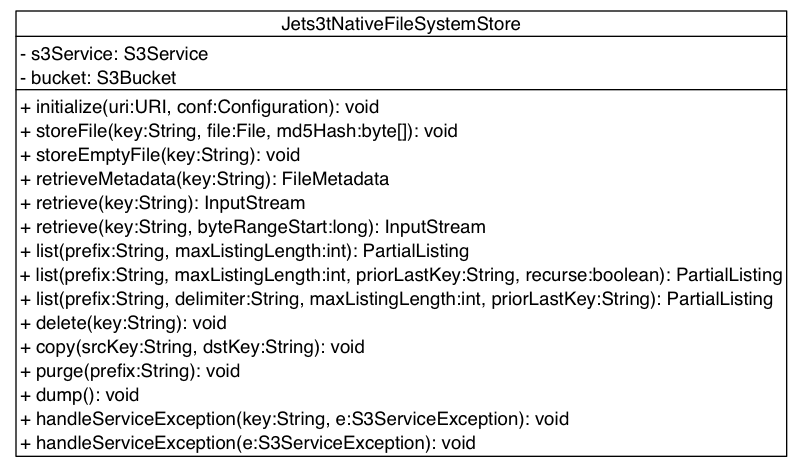 Jets3tNativeFileSystemStore
- s3Service: S3Service
- bucket: S3Bucket
+ initialize(uri:URI, conf:Configuration): void
+ storeFile(key:String, file:File, md5Hash:byte[]): void
+ storeEmptyFile(key:String): void
+ retrieveMetadata(key:String): FileMetadata
+ retrieve(key:String): InputStream
+ retrieve(key:String, byteRangeStart:long): InputStream
+ list(prefix:String, maxListingLength:int): PartialListing
+ list(prefix:String, maxListingLength:int, priorLastKey:String, recurse:boolean): PartialListing
+ list(prefix:String, delimiter:String, maxListingLength:int, priorLastKey:String): PartialListing
+ delete(key:String): void
+ copy(srcKey:String, dstKey:String): void
+ purge(prefix:String): void
+ dump(): void
+ handleServiceException(key:String, e:S3ServiceException): void
+ handleServiceException(e:S3ServiceException): void